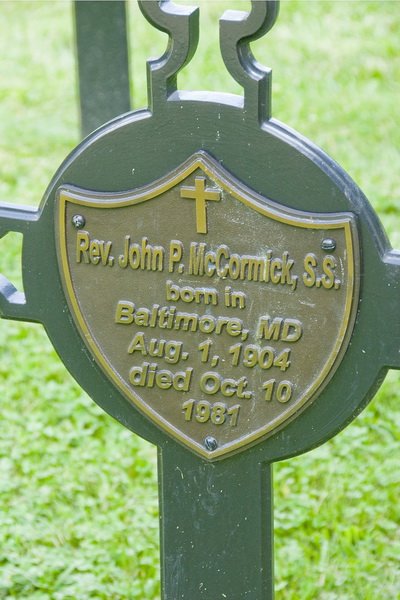 Rev. John P. McCormick, S.S.
born in
Baltimore, MD
Aug. 1, 1904
died Oct. 10
1981